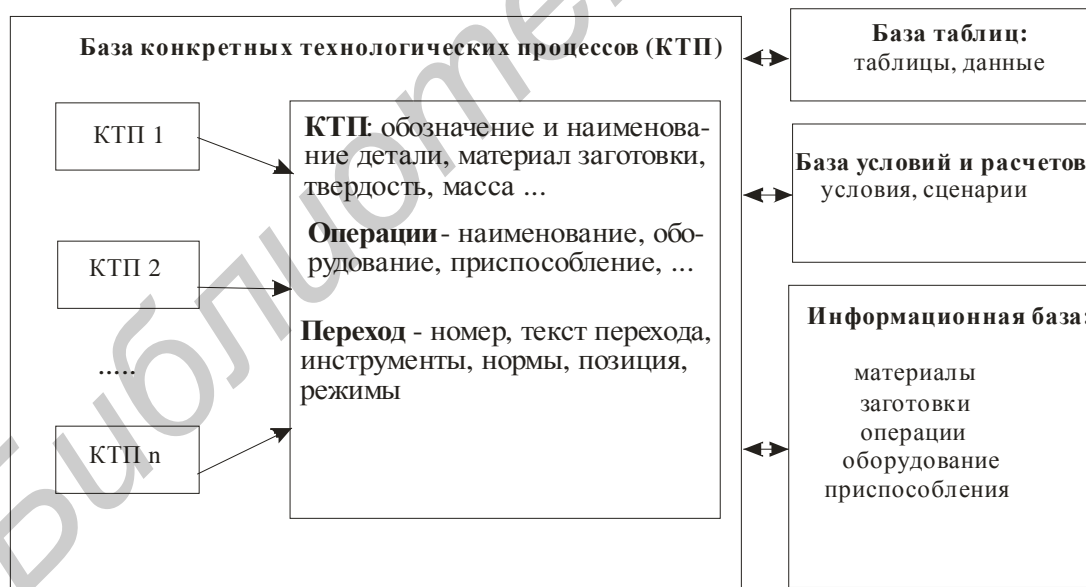 База конкретных технологических процессов (КТП)
КТП 1
КТП 2
.....
КТП n
КТП: обозначение и наименова-
ние детали, материал заготовки,
твердость, масса ...
Операции - наименование, обо-
рудование, приспособление, ...
Переход - номер, текст перехода,
инструменты, нормы, позиция,
режимы
База таблиц:
таблицы, данные
База условий и расчетов
условия, сценарии
Информационная база:
материалы
заготовки
операции
оборудование
приспособления